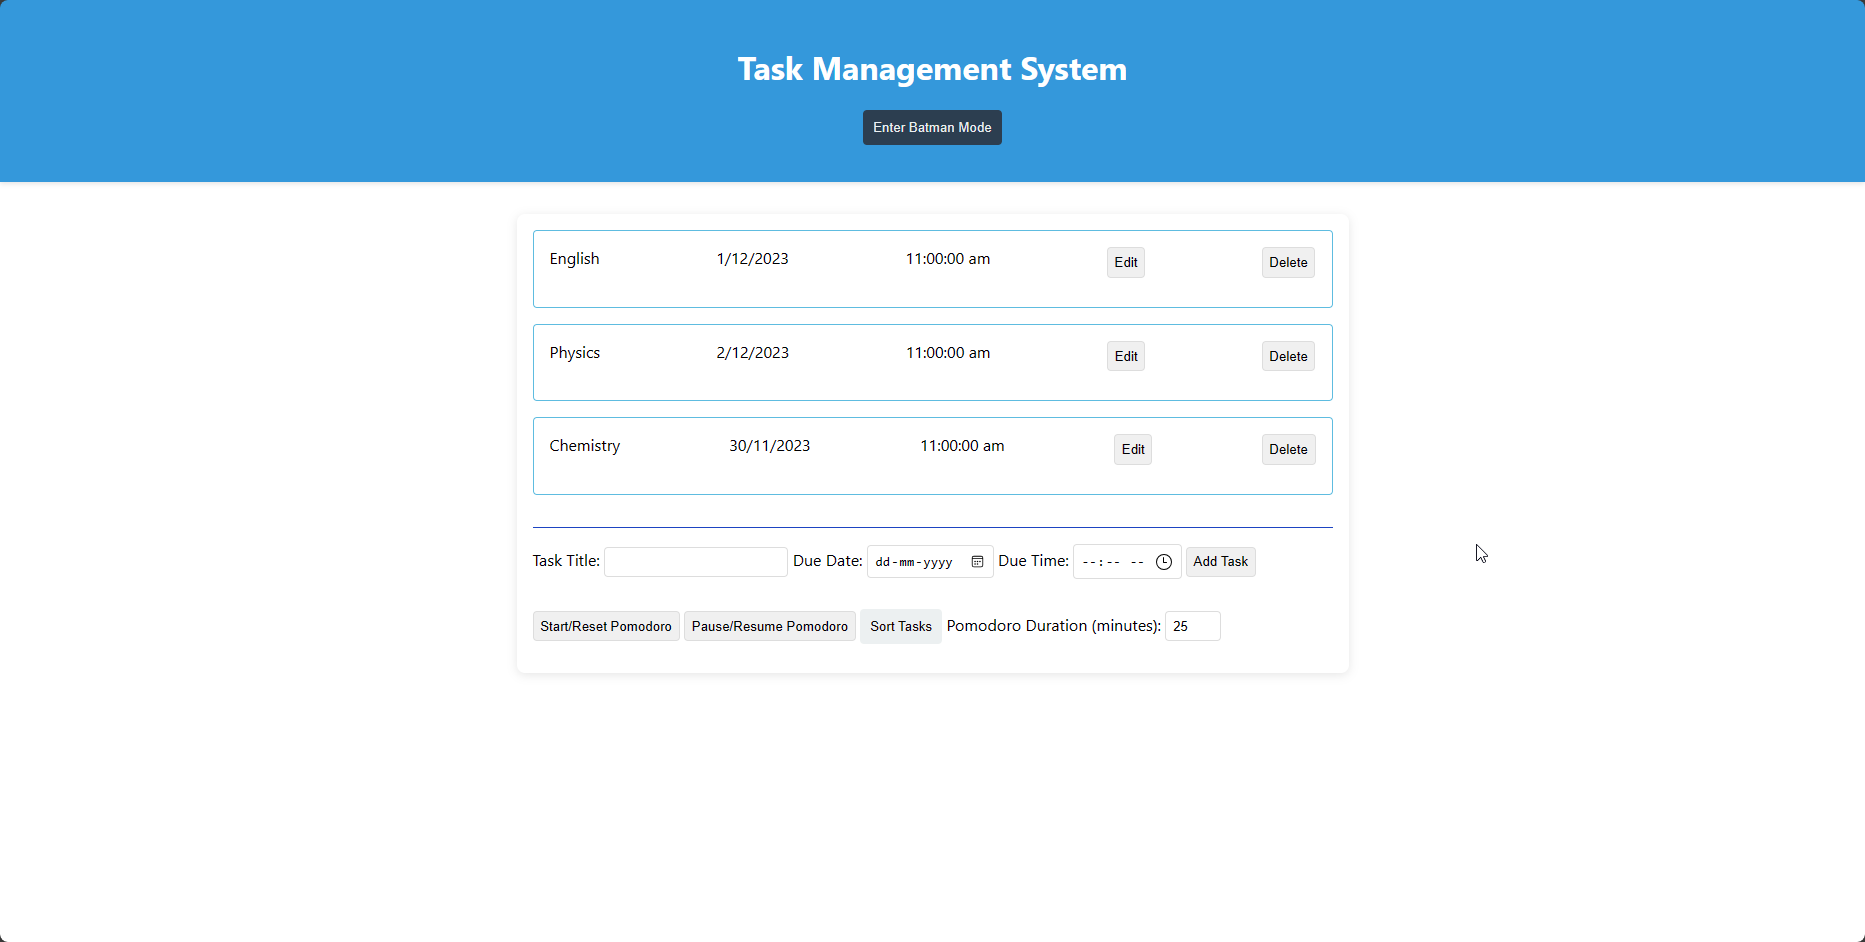 Task Management System
Enter Batman Mode
English 1/12/2023 11:00:00 am Edit Delete
Physics 2/12/2023 11:00:00 am Edit Delete
Chemistry 30/11/2023 11:00:00 am Edit Delete
Task Title: Due Date: dd-mm-yyyy Due Time: --:-- -- Add Task
Start/Reset Pomodoro Pause/Resume Pomodoro Sort Tasks Pomodoro Duration (minutes): 25